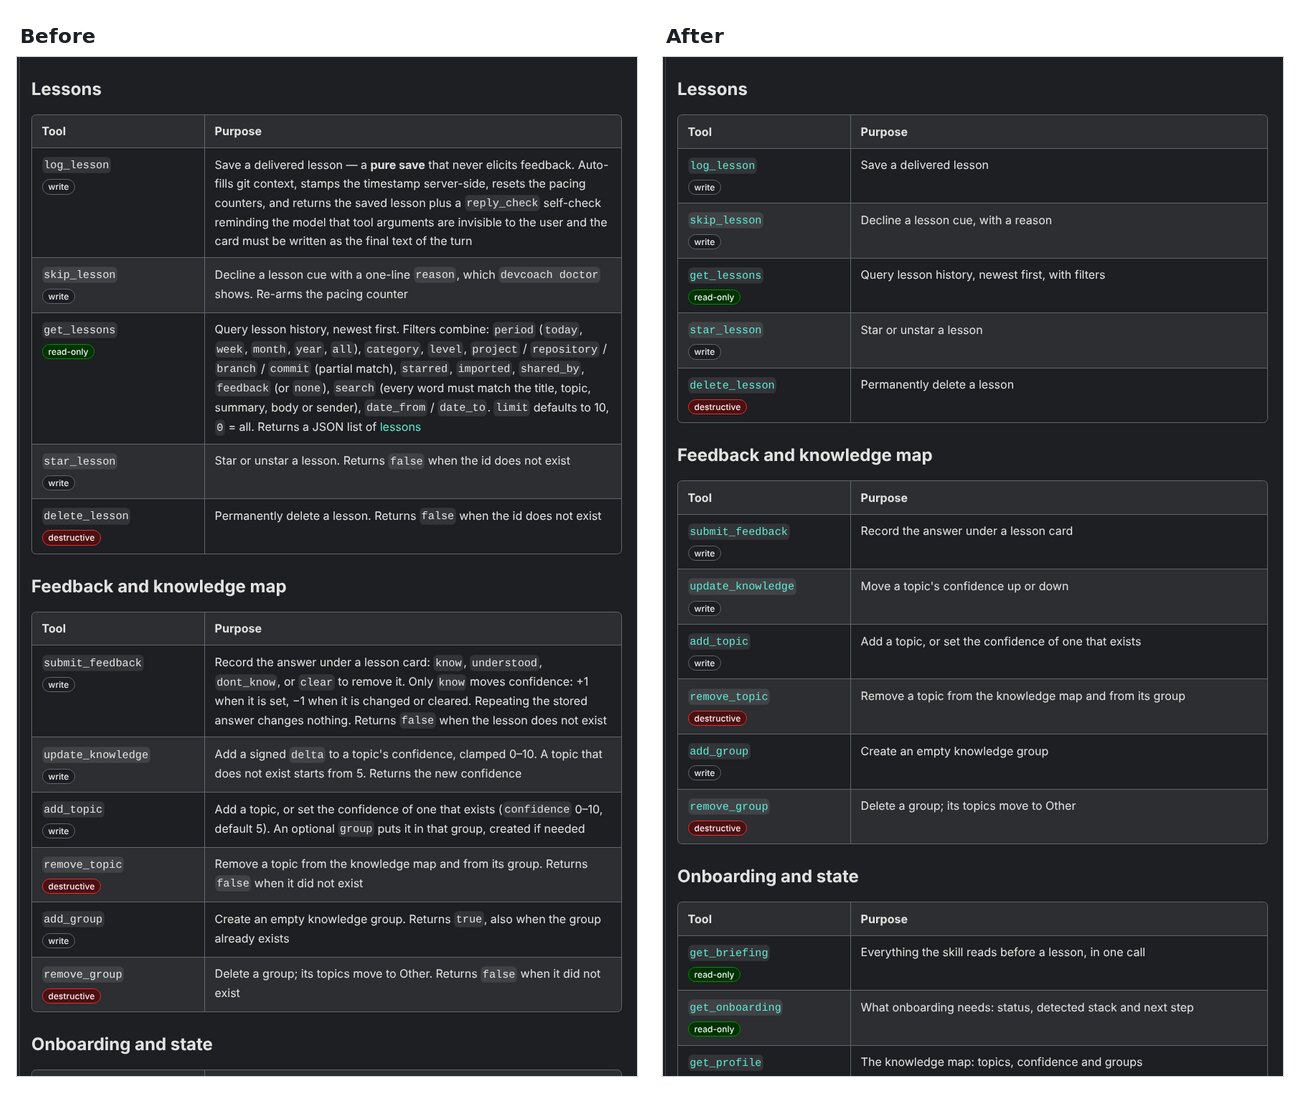 Before
Lessons
Tool Purpose
log_lesson
write
Save a delivered lesson — a pure save that never elicits feedback. Auto-
fills git context, stamps the timestamp server-side, resets the pacing
counters, and returns the saved lesson plus a reply_check self-check
reminding the model that tool arguments are invisible to the user and the
card must be written as the final text of the turn
skip_lesson
write
Decline a lesson cue with a one-line reason, which devcoach doctor
shows. Re-arms the pacing counter
get_lessons
read-only
Query lesson history, newest first. Filters combine: period (today,
week, month, year, all), category, level, project / repository /
branch / commit (partial match), starred, imported, shared_by,
feedback (or none), search (every word must match the title, topic,
summary, body or sender), date_from / date_to. limit defaults to 10,
0 = all. Returns a JSON list of lessons
star_lesson
write
Star or unstar a lesson. Returns false when the id does not exist
delete_lesson
destructive
Permanently delete a lesson. Returns false when the id does not exist
Feedback and knowledge map
Tool Purpose
submit_feedback
write
Record the answer under a lesson card: know, understood,
dont_know, or clear to remove it. Only know moves confidence: +1
when it is set, −1 when it is changed or cleared. Repeating the stored
answer changes nothing. Returns false when the lesson does not exist
update_knowledge
write
Add a signed delta to a topic's confidence, clamped 0–10. A topic that
does not exist starts from 5. Returns the new confidence
add_topic
write
Add a topic, or set the confidence of one that exists (confidence 0–10,
default 5). An optional group puts it in that group, created if needed
remove_topic
destructive
Remove a topic from the knowledge map and from its group. Returns
false when it did not exist
add_group
write
Create an empty knowledge group. Returns true, also when the group
already exists
remove_group
destructive
Delete a group; its topics move to Other. Returns false when it did not
exist
Onboarding and state
After
Lessons
Tool Purpose
log_lesson
write
Save a delivered lesson
skip_lesson
write
Decline a lesson cue, with a reason
get_lessons
read-only
Query lesson history, newest first, with filters
star_lesson
write
Star or unstar a lesson
delete_lesson
destructive
Permanently delete a lesson
Feedback and knowledge map
Tool Purpose
submit_feedback
write
Record the answer under a lesson card
update_knowledge
write
Move a topic's confidence up or down
add_topic
write
Add a topic, or set the confidence of one that exists
remove_topic
destructive
Remove a topic from the knowledge map and from its group
add_group
write
Create an empty knowledge group
remove_group
destructive
Delete a group; its topics move to Other
Onboarding and state
Tool Purpose
get_briefing
read-only
Everything the skill reads before a lesson, in one call
get_onboarding
read-only
What onboarding needs: status, detected stack and next step
get_profile
The knowledge map: topics, confidence and groups